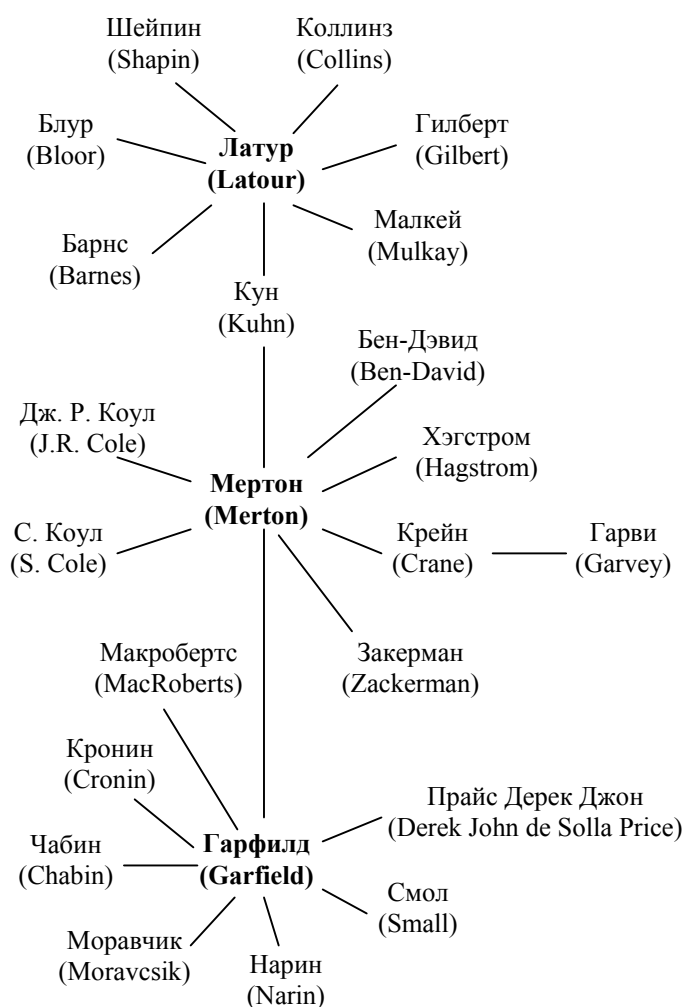 Шейпин
(Shapin)
Коллинз
(Collins)
Блур
(Bloor)
Латур
(Latour)
Гилберт
(Gilbert)
Барнс
(Barnes)
Малкей
(Mulkay)
Кун
(Kuhn)
Бен-Дэвид
(Ben-David)
Дж. Р. Коул
(J.R. Cole)
Хэгстром
(Hagstrom)
Мертон
(Merton)
С. Коул
(S. Cole)
Крейн
(Crane)
Гарви
(Garvey)
Макробертс
(MacRoberts)
Закерман
(Zackerman)
Кронин
(Cronin)
Прайс Дерек Джон
(Derek John de Solla Price)
Чабин
(Chabin)
Гарфилд
(Garfield)
Смол
(Small)
Моравчик
(Moravcsik)
Нарин
(Narin)